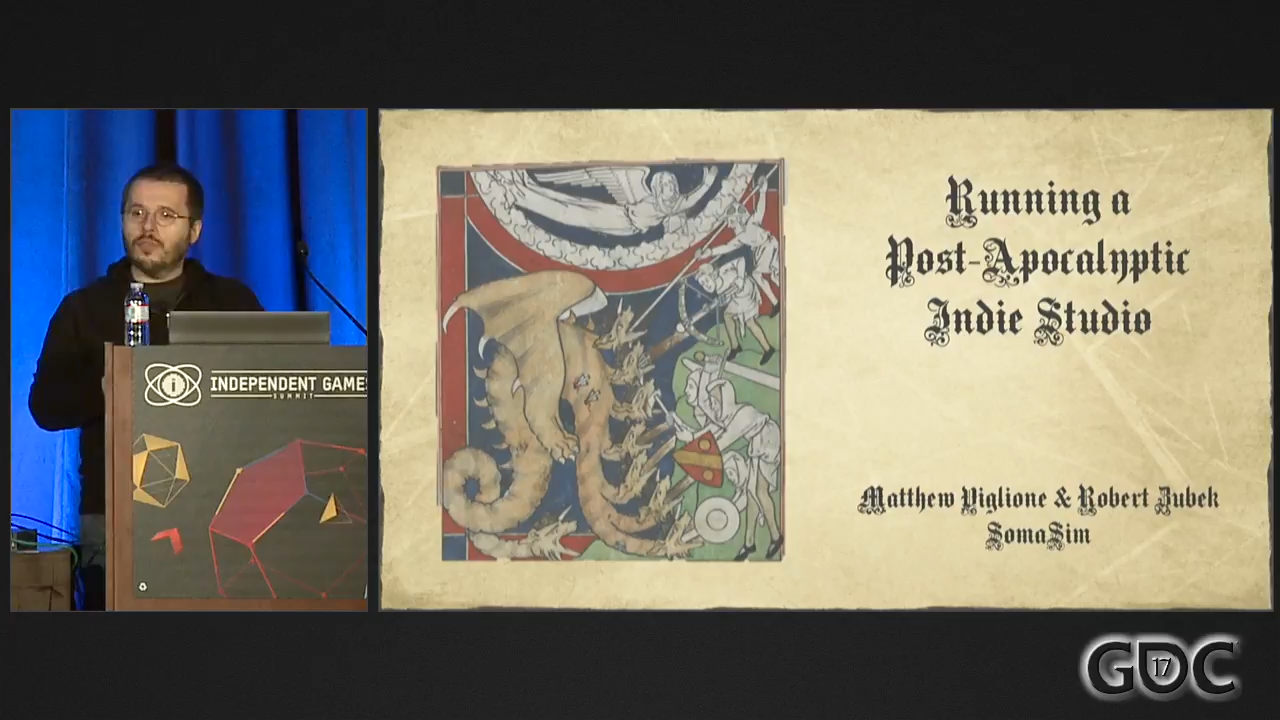 Running a
Post-Apocalyptic
Indie Studio
Matthew Viglione & Robert Zubek
SomaSim
i
INDEPENDENT GAMES
SUMMIT
GDC
17